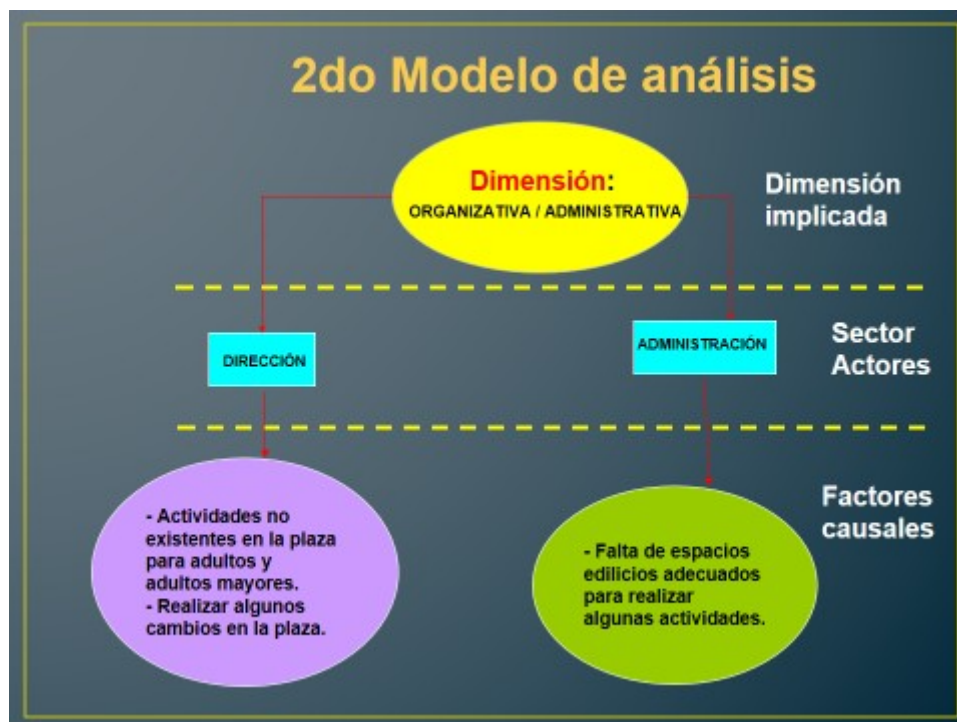 2do Modelo de análisis
Dimensión:
ORGANIZATIVA / ADMINISTRATIVA
Dimensión
implicada
DIRECCIÓN
ADMINISTRACIÓN
Sector
Actores
- Actividades no
existentes en la plaza
para adultos y
adultos mayores.
- Realizar algunos
cambios en la plaza.
- Falta de espacios
edilicios adecuados
para realizar
algunas actividades.
Factores
causales